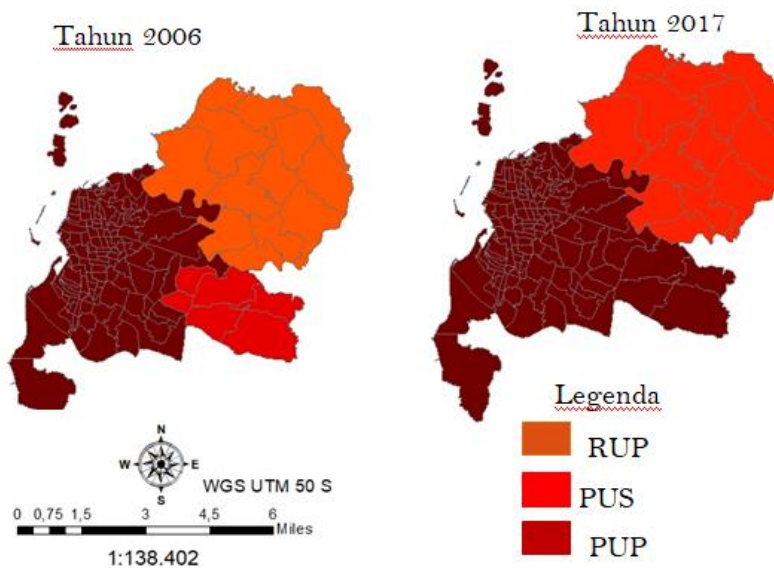 Tahun 2006
Tahun 2017
N
W E
S
WGS UTM 50 S
0 0,75 1,5 3 4,5 6
Miles
1:138.402
Legenda
RUP
PUS
PUP